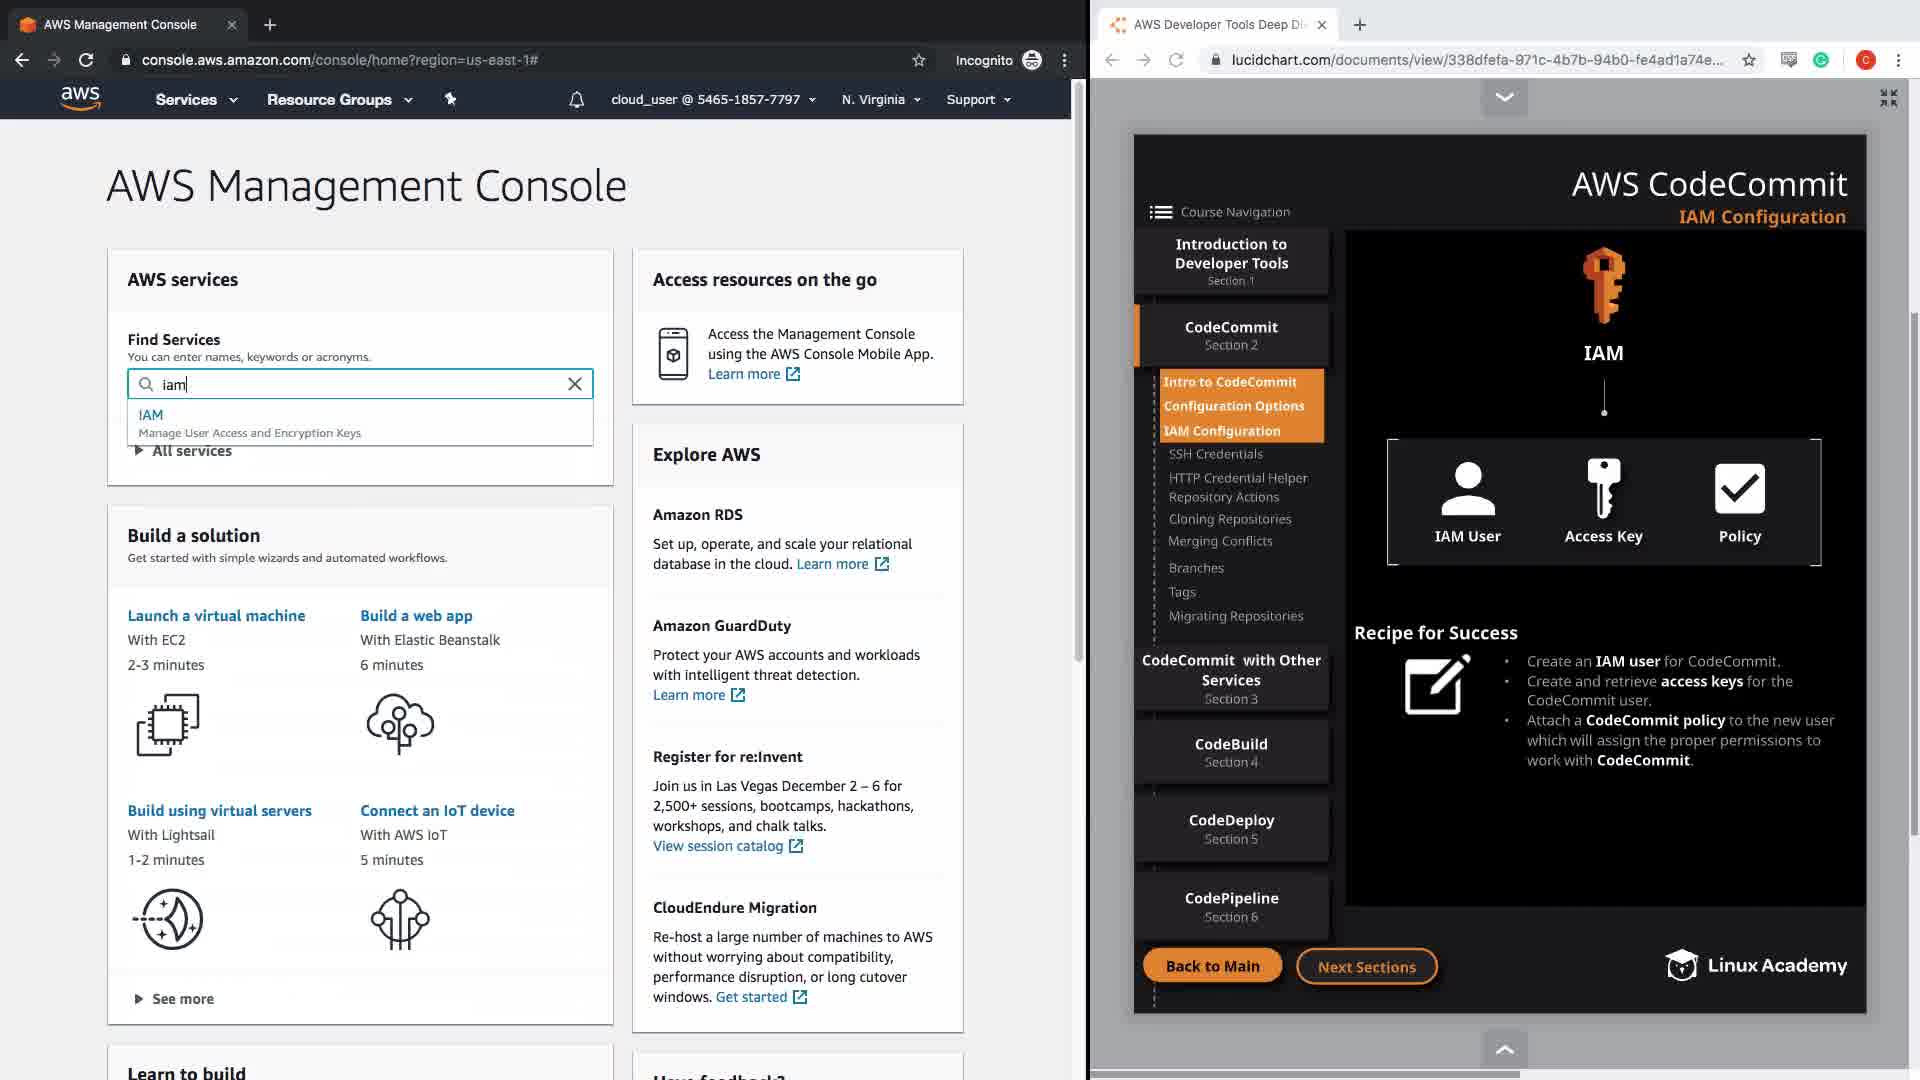 AWS Management Console
console.aws.amazon.com/console/home?region=us-east-1#
Incognito
aws
Services
Resource Groups
cloud_user @ 5465-1857-7797
N. Virginia
Support
AWS Management Console
AWS services
Find Services
You can enter names, keywords or acronyms.
iam
IAM
Manage User Access and Encryption Keys
All services
Build a solution
Get started with simple wizards and automated workflows.
Launch a virtual machine
With EC2
2-3 minutes
Build a web app
With Elastic Beanstalk
6 minutes
Build using virtual servers
With Lightsail
1-2 minutes
Connect an IoT device
With AWS IoT
5 minutes
See more
Learn to build
Access resources on the go
Access the Management Console
using the AWS Console Mobile App.
Learn more
Explore AWS
Amazon RDS
Set up, operate, and scale your relational
database in the cloud. Learn more
Amazon GuardDuty
Protect your AWS accounts and workloads
with intelligent threat detection.
Learn more
Register for re:Invent
Join us in Las Vegas December 2 – 6 for
2,500+ sessions, bootcamps, hackathons,
workshops, and chalk talks.
View session catalog
CloudEndure Migration
Re-host a large number of machines to AWS
without worrying about compatibility,
performance disruption, or long cutover
windows. Get started
Have feedback?
AWS Developer Tools Deep Di
lucidchart.com/documents/view/338dfefa-971c-4b7b-94b0-fe4ad1a74e...
C
AWS CodeCommit
IAM Configuration
Course Navigation
Introduction to
Developer Tools
Section 1
CodeCommit
Section 2
Intro to CodeCommit
Configuration Options
IAM Configuration
SSH Credentials
HTTP Credential Helper
Repository Actions
Cloning Repositories
Merging Conflicts
Branches
Tags
Migrating Repositories
CodeCommit with Other
Services
Section 3
CodeBuild
Section 4
CodeDeploy
Section 5
CodePipeline
Section 6
Back to Main
Next Sections
IAM
IAM User
Access Key
Policy
Recipe for Success
• Create an IAM user for CodeCommit.
• Create and retrieve access keys for the
CodeCommit user.
• Attach a CodeCommit policy to the new user
which will assign the proper permissions to
work with CodeCommit.
Linux Academy